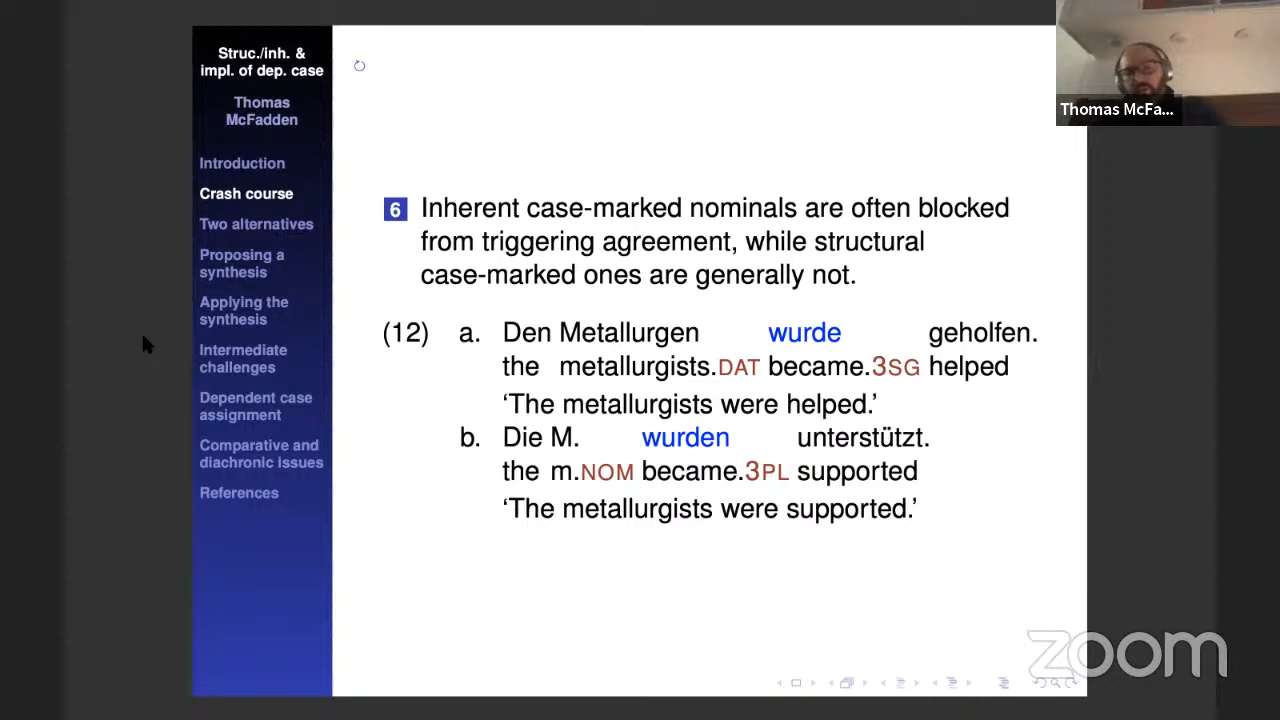 Struc./inh. &
impl. of dep. case
Thomas
McFadden
Introduction
Crash course
Two alternatives
Proposing a
synthesis
Applying the
synthesis
Intermediate
challenges
Dependent case
assignment
Comparative and
diachronic issues
References
6 Inherent case-marked nominals are often blocked
from triggering agreement, while structural
case-marked ones are generally not.
(12) a. Den Metallurgen wurde geholfen.
the metallurgists.DAT became.3SG helped
‘The metallurgists were helped.’
b. Die M. wurden unterstützt.
the m.NOM became.3PL supported
‘The metallurgists were supported.’
Thomas McFa...
zoom